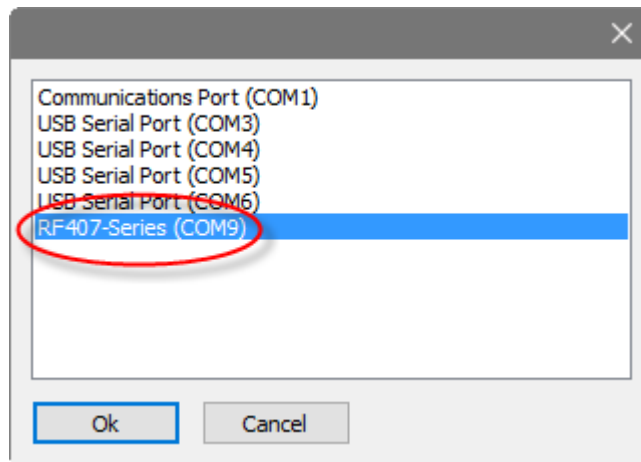 Communications Port (COM1)
USB Serial Port (COM3)
USB Serial Port (COM4)
USB Serial Port (COM5)
USB Serial Port (COM6)
RF407-Series (COM9)
Ok
Cancel